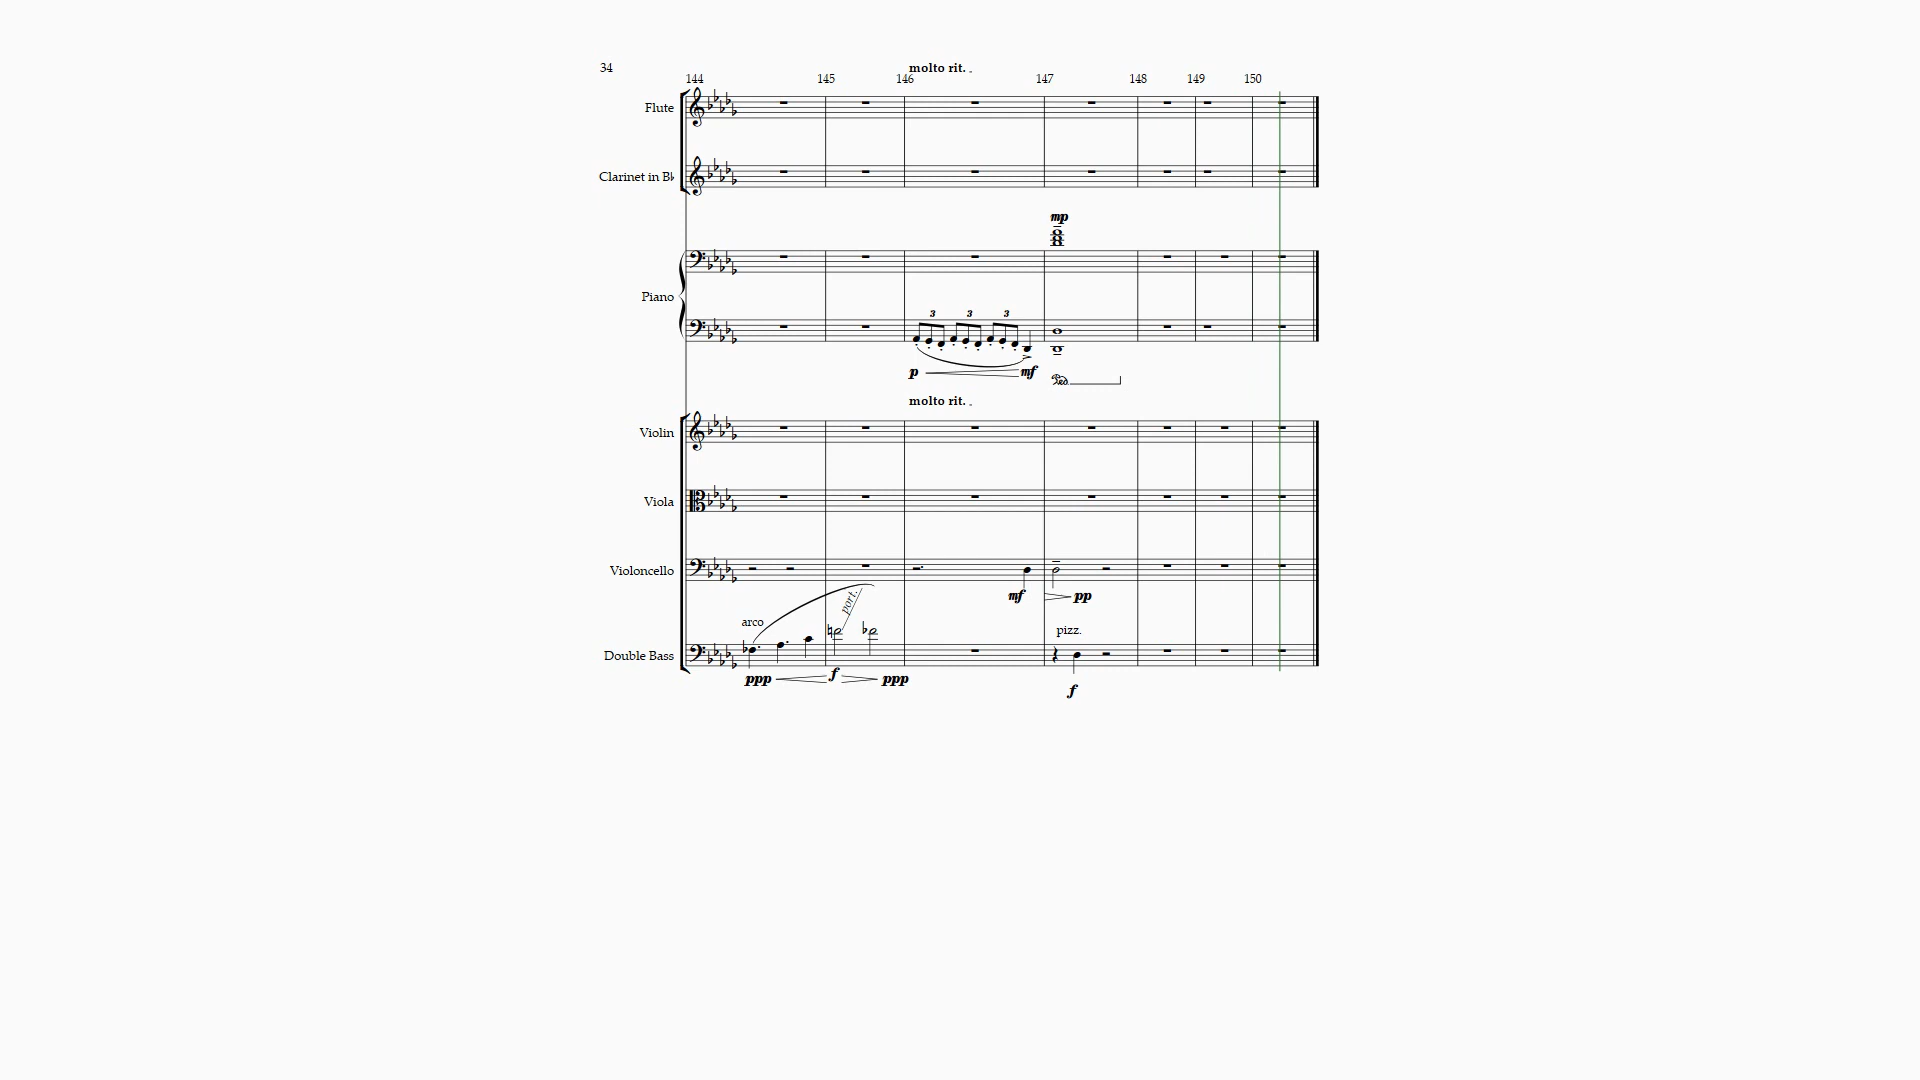 34
molto rit.
144 145 146 147 148 149 150
Flute
Clarinet in B♭
mp
Piano
3 3 3
p mf
molto rit.
Violin
Viola
Violoncello
mf pp
port.
arco pizz.
Double Bass
ppp f ppp
f